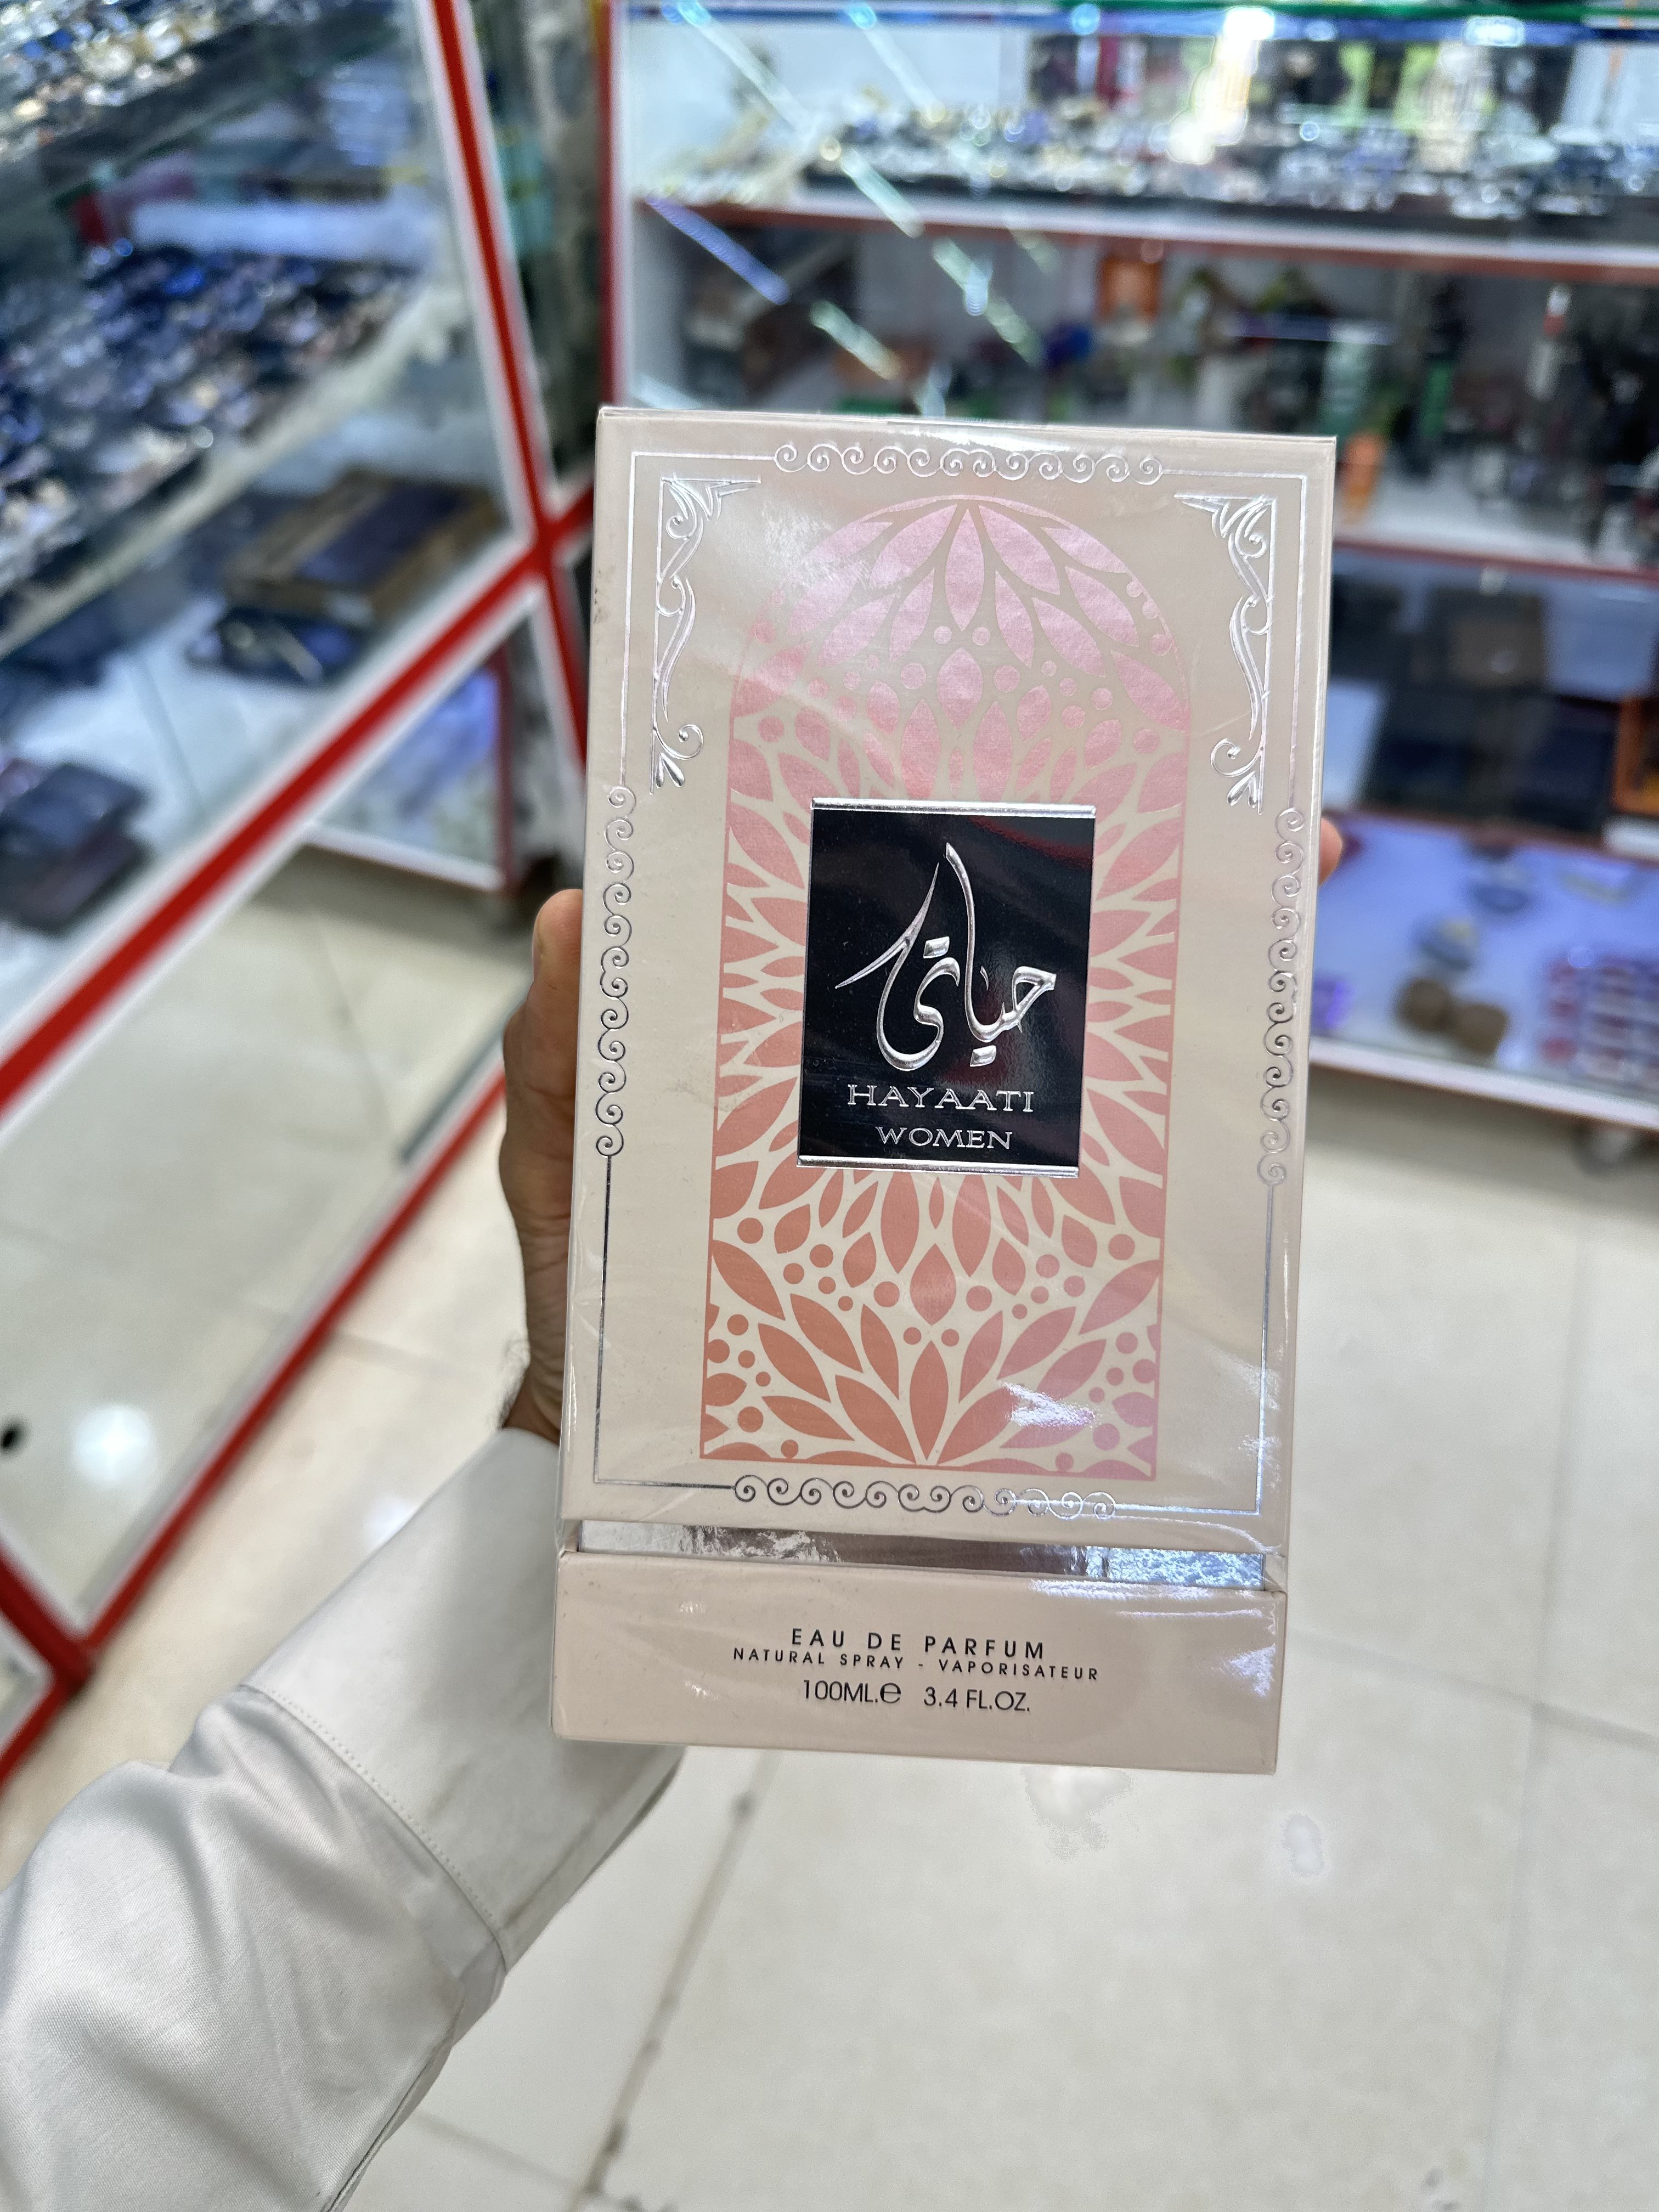 حياتي
HAYAATI
WOMEN
EAU DE PARFUM
NATURAL SPRAY - VAPORISATEUR
100ML.e 3.4 FL.OZ.